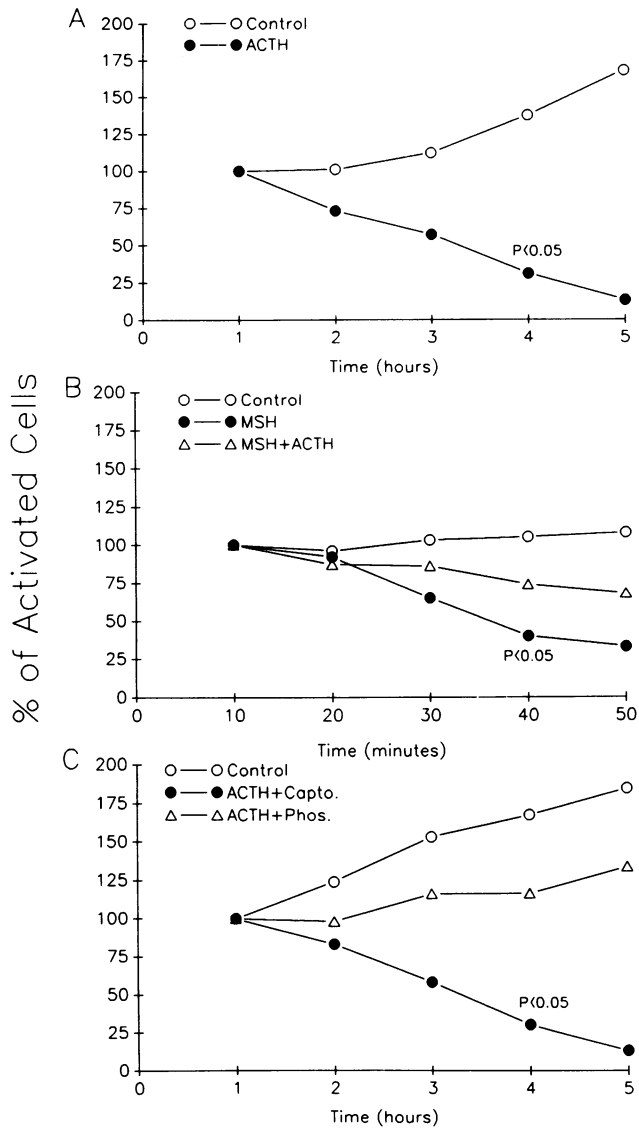 % of Activated Cells
A
Control
ACTH
200
175
150
125
100
75
50
25
0
P<0.05
0 1 2 3 4 5
Time (hours)
B
Control
MSH
MSH+ACTH
200
175
150
125
100
75
50
25
0
P<0.05
0 10 20 30 40 50
Time (minutes)
C
Control
ACTH+Capto.
ACTH+Phos.
200
175
150
125
100
75
50
25
0
P<0.05
0 1 2 3 4 5
Time (hours)